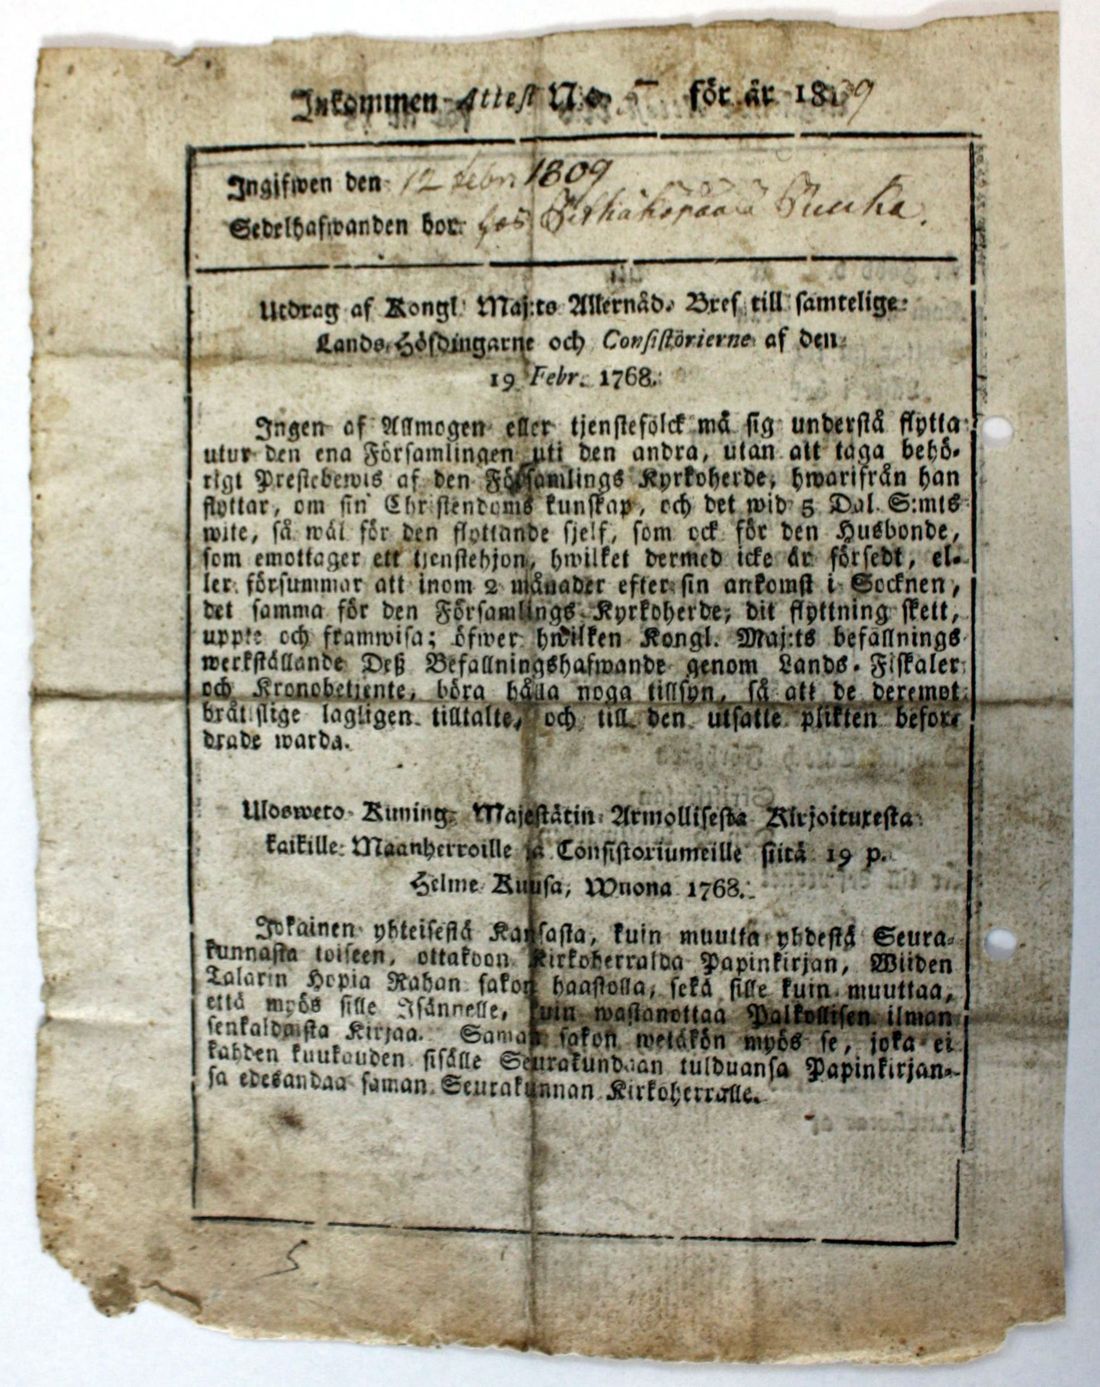 Inkommen Attest No. — för år 1809
Ingifwen den 12 febr 1809
Sedelhafwanden bor. hos
Utdrag af Kongl. Maj:ts Allernåd. Bref till samtelige
Lands-Höfdingarne och Consistorierne af den
19 Febr. 1768.
Ingen af Allmogen eller tjenstefolck må sig understå flytta
utur den ena Församlingen uti den andra, utan att taga behö-
rigt Prestebewis af den Församlings Kyrkoherde, hwarifrån han
flyttar, om sin Christendoms kunskap, och det wid 5 Dal. S:mts
wite, så wäl för den flyttande sjelf, som ock för den Husbonde,
som emottager ett tjenstehjon, hwilket dermed icke är försedt, el-
ler försummar att inom 2 månader efter sin ankomst i Socknen,
det samma för den Församlings Kyrkoherde, dit flyttning skett,
uppte och framwisa; öfwer hwilken Kongl. Maj:ts befallnings
werkställande Deß Befallningshafwande genom Lands-Fiskaler
och Kronobetjente, böra hålla noga tillsyn, så att de deremot
brått slige lagligen tilltalte, och till den utsatte plikten befor-
drade warda.
Ulosweto Kuning. Majestätin Armollisesta Kirjoituxesta
kaikille Maanherroille ja Consistoriumeille siitä 19 p.
Helme Kuusa, Wuona 1768.
Jokainen yhteisestä Kansasta, kuin muutta yhdestä Seura-
kunnasta toiseen, ottakoon Kirkoherralda Papinkirjan, Wiiden
Talarin Hopia Rahan sakon haastolla, sekä sille kuin muuttaa,
että myös sille Isännelle, kuin wastanottaa Palkollisen ilman
senkaldaista Kirjaa. Saman sakon wetäkön myös se, joka ei
kahden kuukauden sisälle Seurakundaan tulduansa Papinkirjan-
sa edesandaa saman Seurakunnan Kirkoherralle.
5